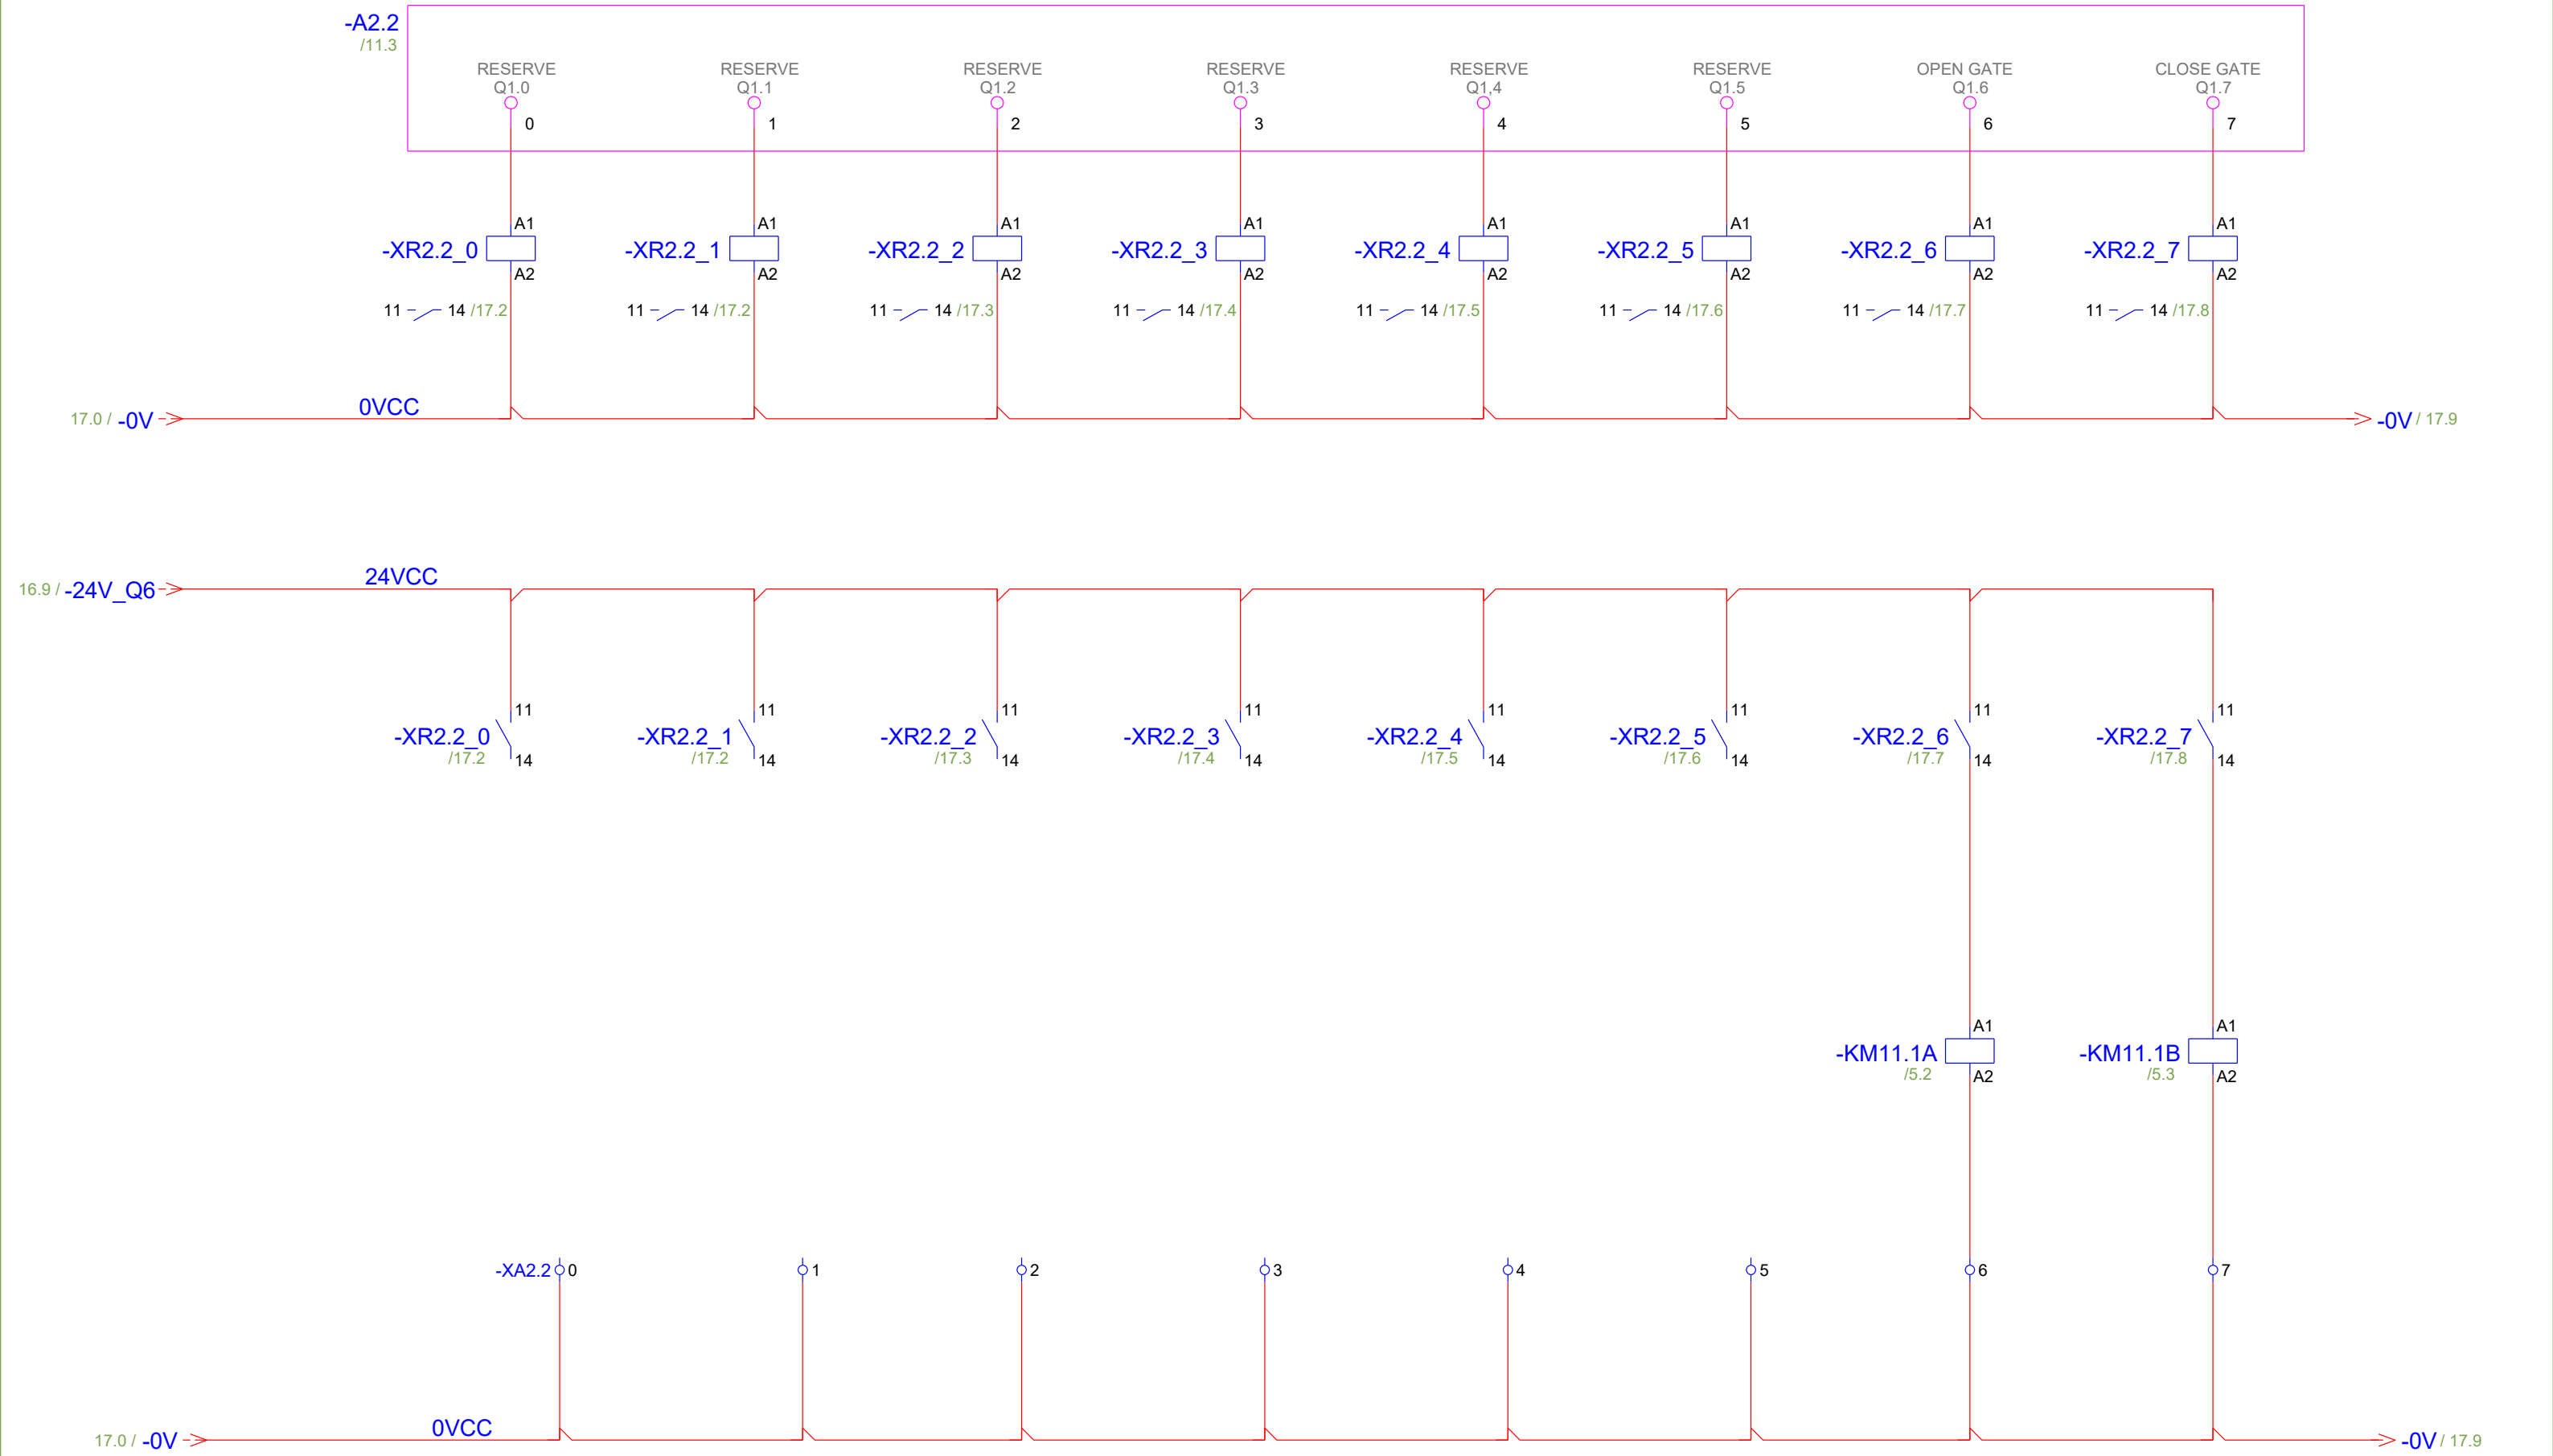 -A2.2
/11.3
RESERVE RESERVE RESERVE RESERVE RESERVE RESERVE OPEN GATE CLOSE GATE
Q1.0 Q1.1 Q1.2 Q1.3 Q1,4 Q1.5 Q1.6 Q1.7
0 1 2 3 4 5 6 7
A1 A1 A1 A1 A1 A1 A1 A1
-XR2.2_0 -XR2.2_1 -XR2.2_2 -XR2.2_3 -XR2.2_4 -XR2.2_5 -XR2.2_6 -XR2.2_7
A2 A2 A2 A2 A2 A2 A2 A2
11 14 /17.2 11 14 /17.2 11 14 /17.3 11 14 /17.4 11 14 /17.5 11 14 /17.6 11 14 /17.7 11 14 /17.8
0VCC
17.0 / -0V -0V / 17.9
24VCC
16.9 / -24V_Q6
11 11 11 11 11 11 11 11
-XR2.2_0 -XR2.2_1 -XR2.2_2 -XR2.2_3 -XR2.2_4 -XR2.2_5 -XR2.2_6 -XR2.2_7
/17.2 /17.2 /17.3 /17.4 /17.5 /17.6 /17.7 /17.8
14 14 14 14 14 14 14 14
A1 A1
-KM11.1A -KM11.1B
/5.2 /5.3
A2 A2
-XA2.2 0 1 2 3 4 5 6 7
0VCC
17.0 / -0V -0V / 17.9